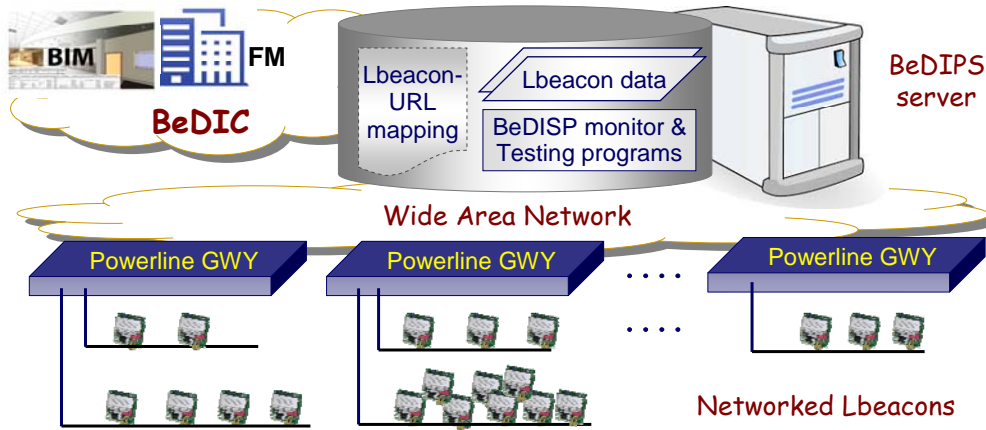 BIM
FM
BeDIC
Lbeacon-
URL
mapping
Lbeacon data
BeDISP monitor &
Testing programs
BeDIPS
server
Wide Area Network
Powerline GWY
Powerline GWY
. . . .
Powerline GWY
. . . .
Networked Lbeacons